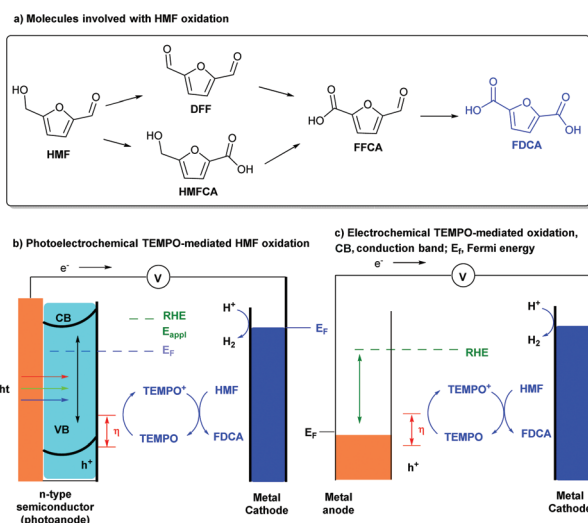 a) Molecules involved with HMF oxidation
O
O
O
DFF
HO
O
O
HMF
O
HO
O
O
FFCA
HO
O
O
OH
HMFCA
O
HO
O
O
OH
FDCA
b) Photoelectrochemical TEMPO-mediated HMF oxidation
c) Electrochemical TEMPO-mediated oxidation,
CB, conduction band; Ef, Fermi energy
e-
V
CB
RHE
Eappl
EF
H+
H2
EF
ht
TEMPO+
HMF
VB
η
TEMPO
FDCA
h+
n-type
semiconductor
(photoanode)
Metal
Cathode
e-
V
H+
H2
RHE
TEMPO+
HMF
EF
η
TEMPO
FDCA
h+
Metal
anode
Metal
Cathode